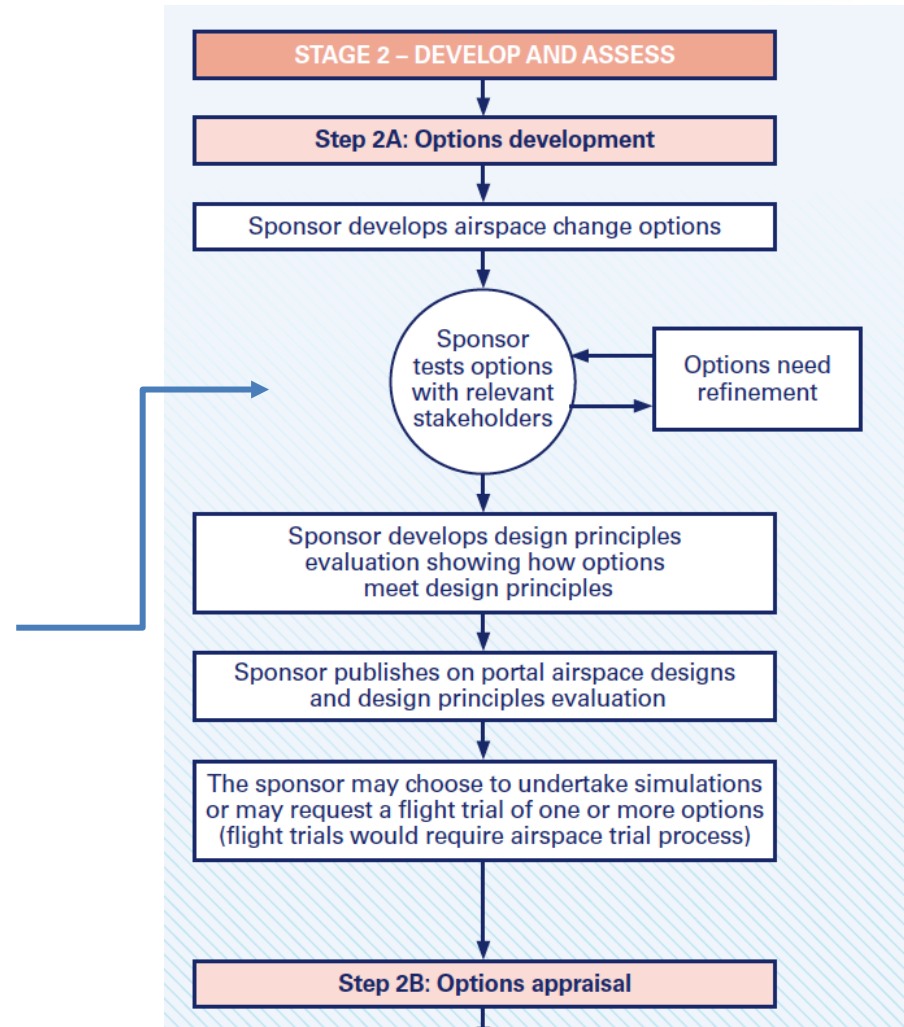 STAGE 2 – DEVELOP AND ASSESS
Step 2A: Options development
Sponsor develops airspace change options
Sponsor
tests options
with relevant
stakeholders
Options need
refinement
Sponsor develops design principles
evaluation showing how options
meet design principles
Sponsor publishes on portal airspace designs
and design principles evaluation
The sponsor may choose to undertake simulations
or may request a flight trial of one or more options
(flight trials would require airspace trial process)
Step 2B: Options appraisal